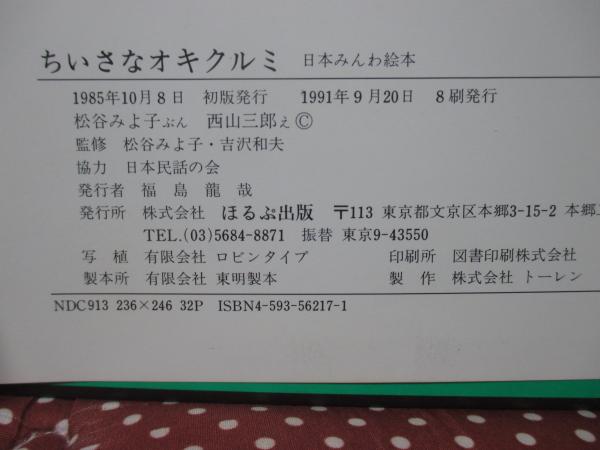 ちいさなオキクルミ 日本みんわ絵本
1985年10月8日 初版発行 1991年9月20日 8刷発行
松谷みよ子ぶん 西山三郎え©
監修 松谷みよ子・吉沢和夫
協力 日本民話の会
発行者 福島龍哉
発行所 株式会社 ほるぷ出版 〒113 東京都文京区本郷3-15-2 本郷二
TEL.(03)5684-8871 振替 東京9-43550
写植 有限会社 ロビンタイプ 印刷所 図書印刷株式会社
製本所 有限会社 東明製本 製作 株式会社 トーレン
NDC913 236×246 32P ISBN4-593-56217-1